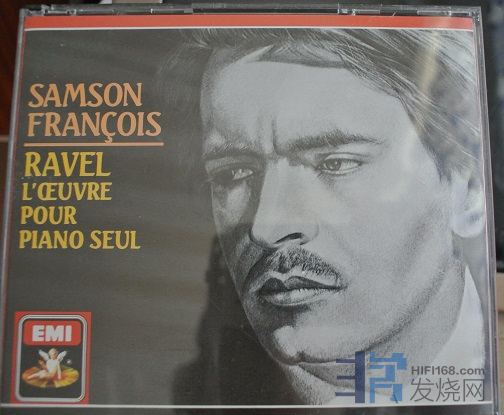 SAMSON
FRANÇOIS
RAVEL
L'ŒUVRE
POUR
PIANO SEUL
EMI
HIFI168.com
发烧网